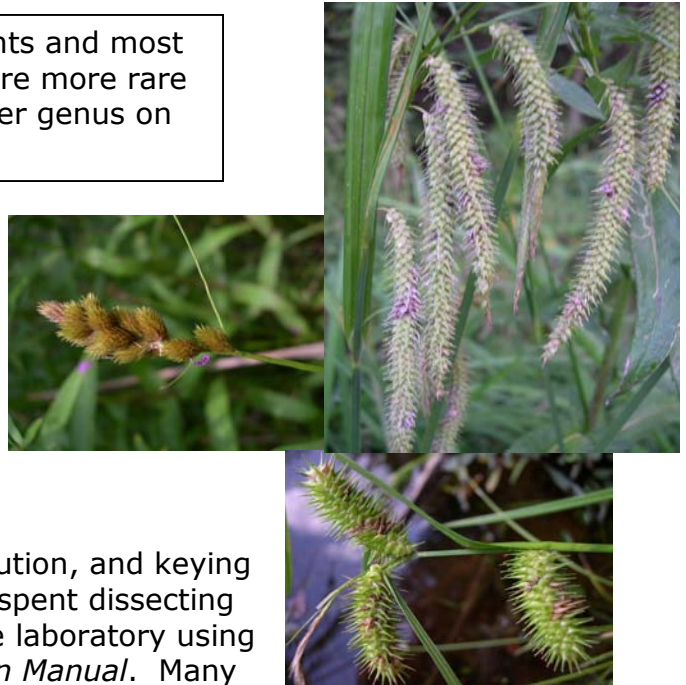 nts and most
re more rare
er genus on
ution, and keying
spent dissecting
e laboratory using
n Manual. Many